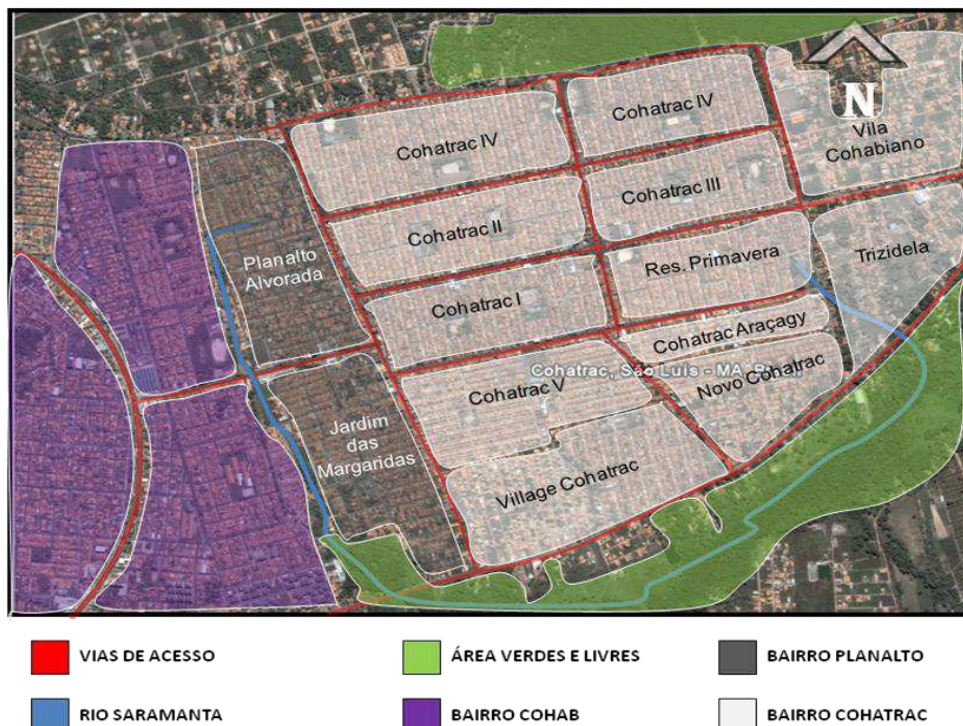 N
Cohatrac IV
Cohatrac IV
Vila
Cohabiano
Cohatrac III
Cohatrac II
Planalto
Alvorada
Res. Primavera
Trizidela
Cohatrac I
Cohatrac Araçagy
Cohatrac, São Luís - MA,
Cohatrac V
Novo Cohatrac
Jardim
das
Margaridas
Village Cohatrac
VIAS DE ACESSO
ÁREA VERDES E LIVRES
BAIRRO PLANALTO
RIO SARAMANTA
BAIRRO COHAB
BAIRRO COHATRAC